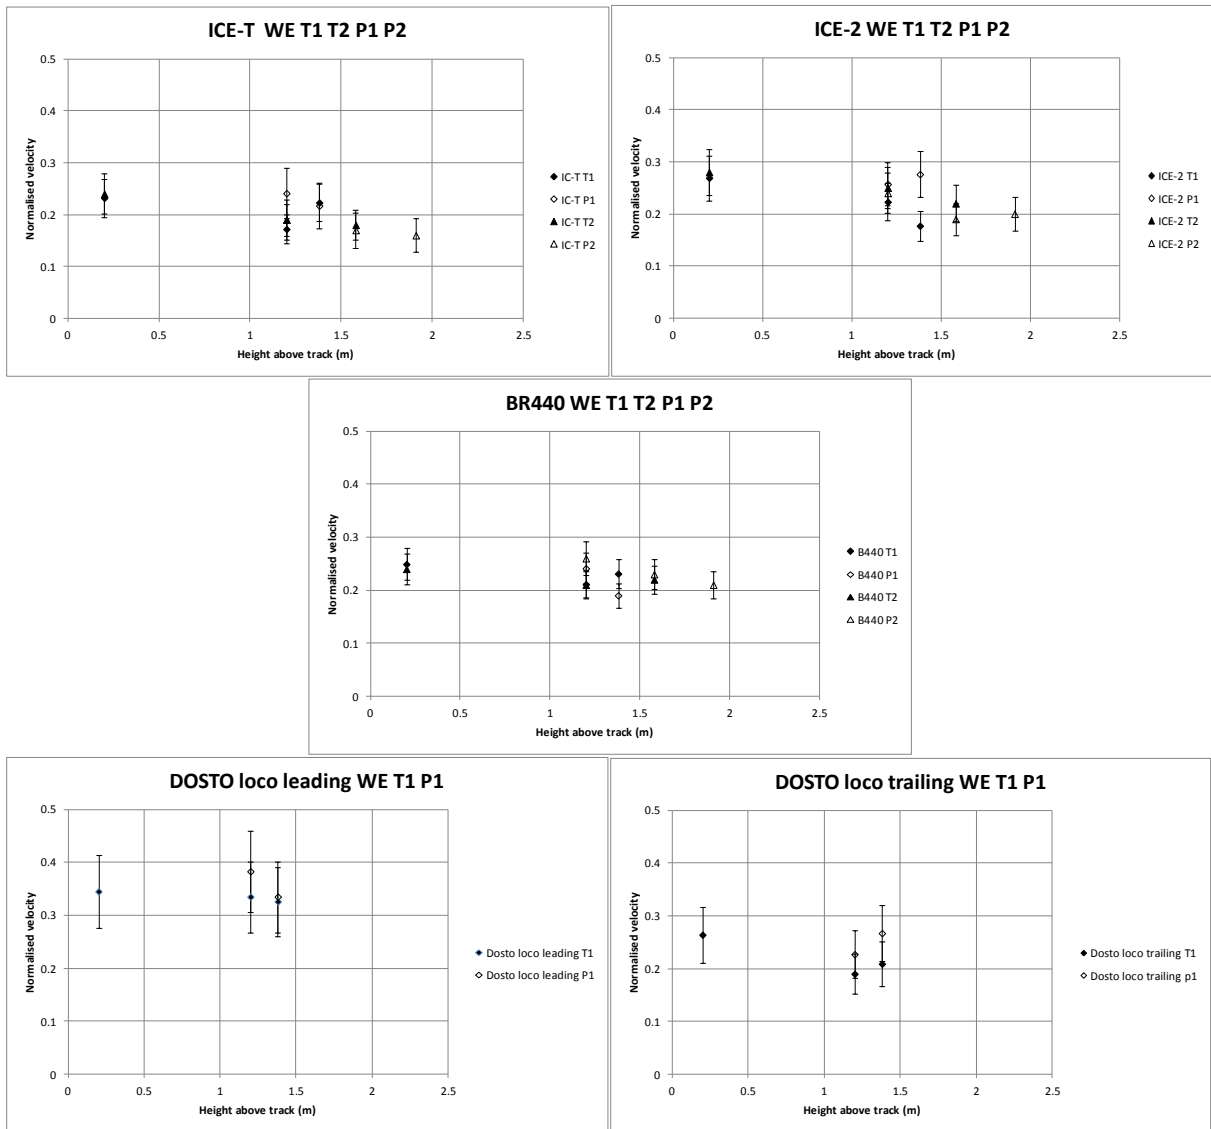 ICE-T WE T1 T2 P1 P2
0.5
0.4
0.3
0.2
0.1
0
Normalised velocity
0 0.5 1 1.5 2 2.5
Height above track (m)
IC-T T1
IC-T P1
IC-T T2
IC-T P2
ICE-2 WE T1 T2 P1 P2
0.5
0.4
0.3
0.2
0.1
0
Normalised velocity
0 0.5 1 1.5 2 2.5
Height above track (m)
ICE-2 T1
ICE-2 P1
ICE-2 T2
ICE-2 P2
BR440 WE T1 T2 P1 P2
0.5
0.4
0.3
0.2
0.1
0
Normalised velocity
0 0.5 1 1.5 2 2.5
Height above track (m)
B440 T1
B440 P1
B440 T2
B440 P2
DOSTO loco leading WE T1 P1
0.5
0.4
0.3
0.2
0.1
0
Normalised velocity
0 0.5 1 1.5 2 2.5
Height above track (m)
Dosto loco leading T1
Dosto loco leading P1
DOSTO loco trailing WE T1 P1
0.5
0.4
0.3
0.2
0.1
0
Normalised velocity
0 0.5 1 1.5 2 2.5
Height above track (m)
Dosto loco trailing T1
Dosto loco trailing p1